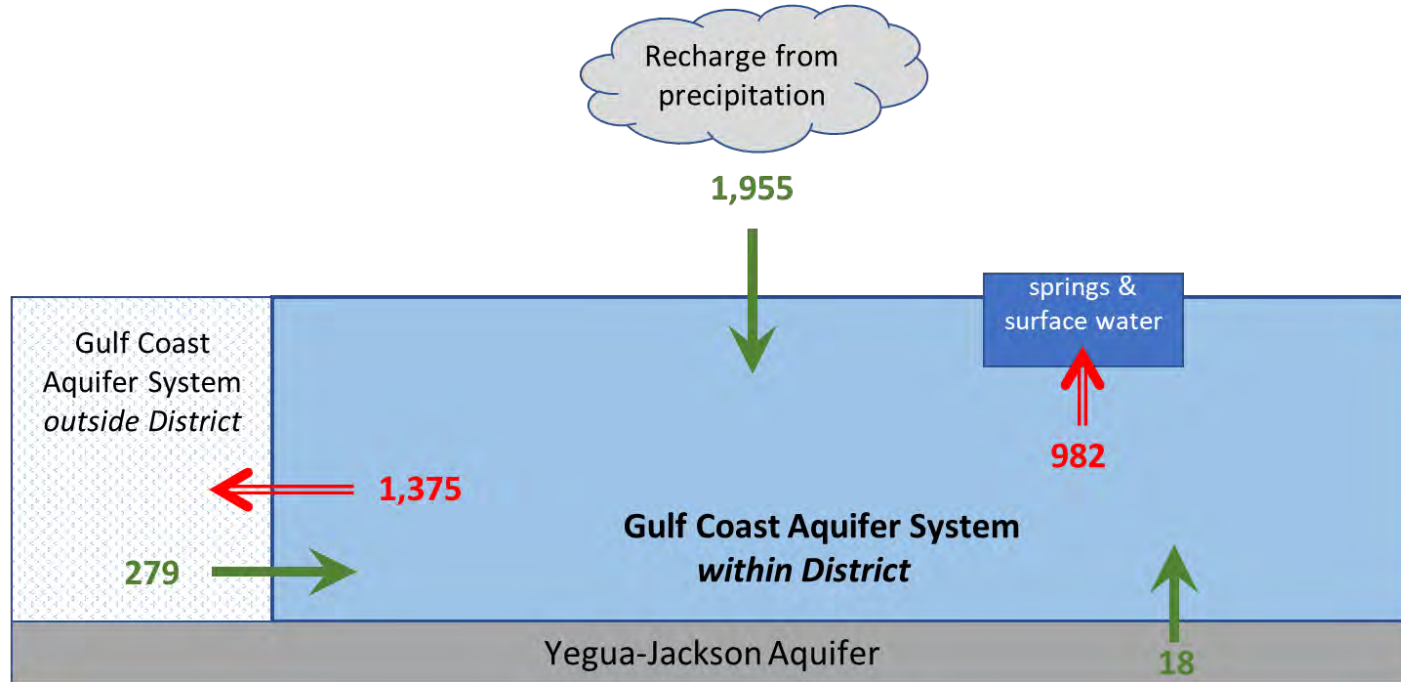 Recharge from
precipitation
1,955
springs &
surface water
Gulf Coast
Aquifer System
outside District
982
1,375
Gulf Coast Aquifer System
within District
279
Yegua-Jackson Aquifer
18